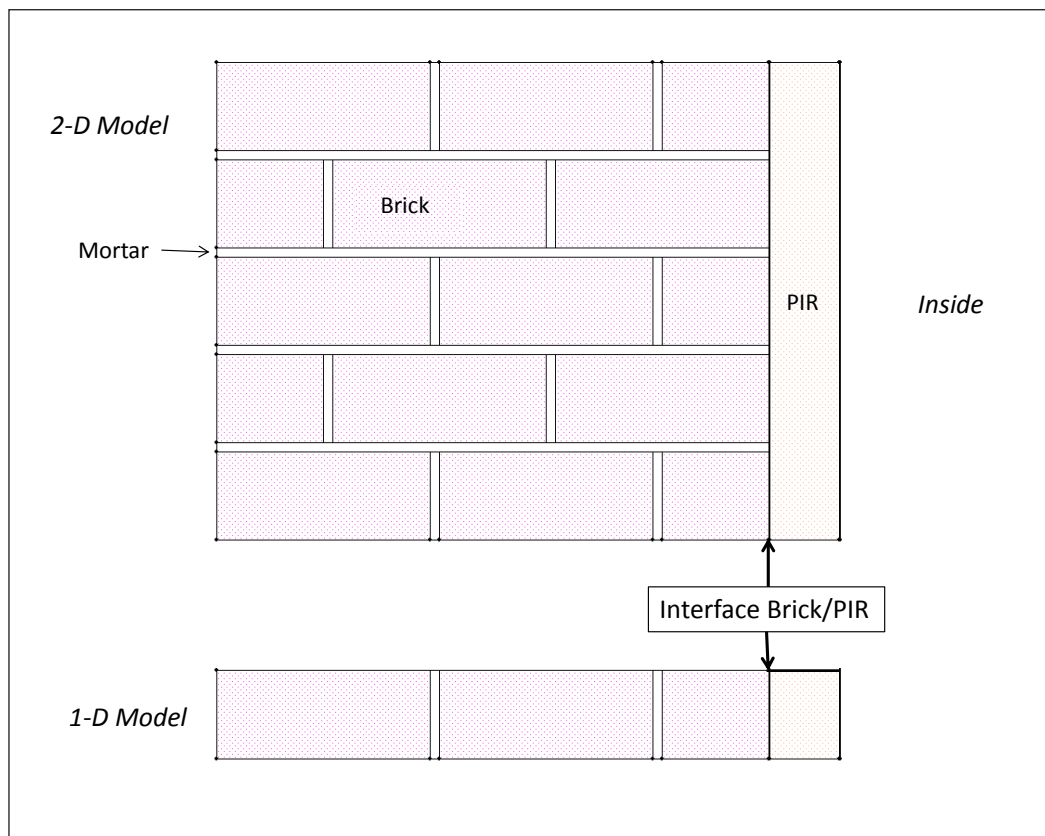 2-D Model
Brick
Mortar
PIR
Inside
Interface Brick/PIR
1-D Model